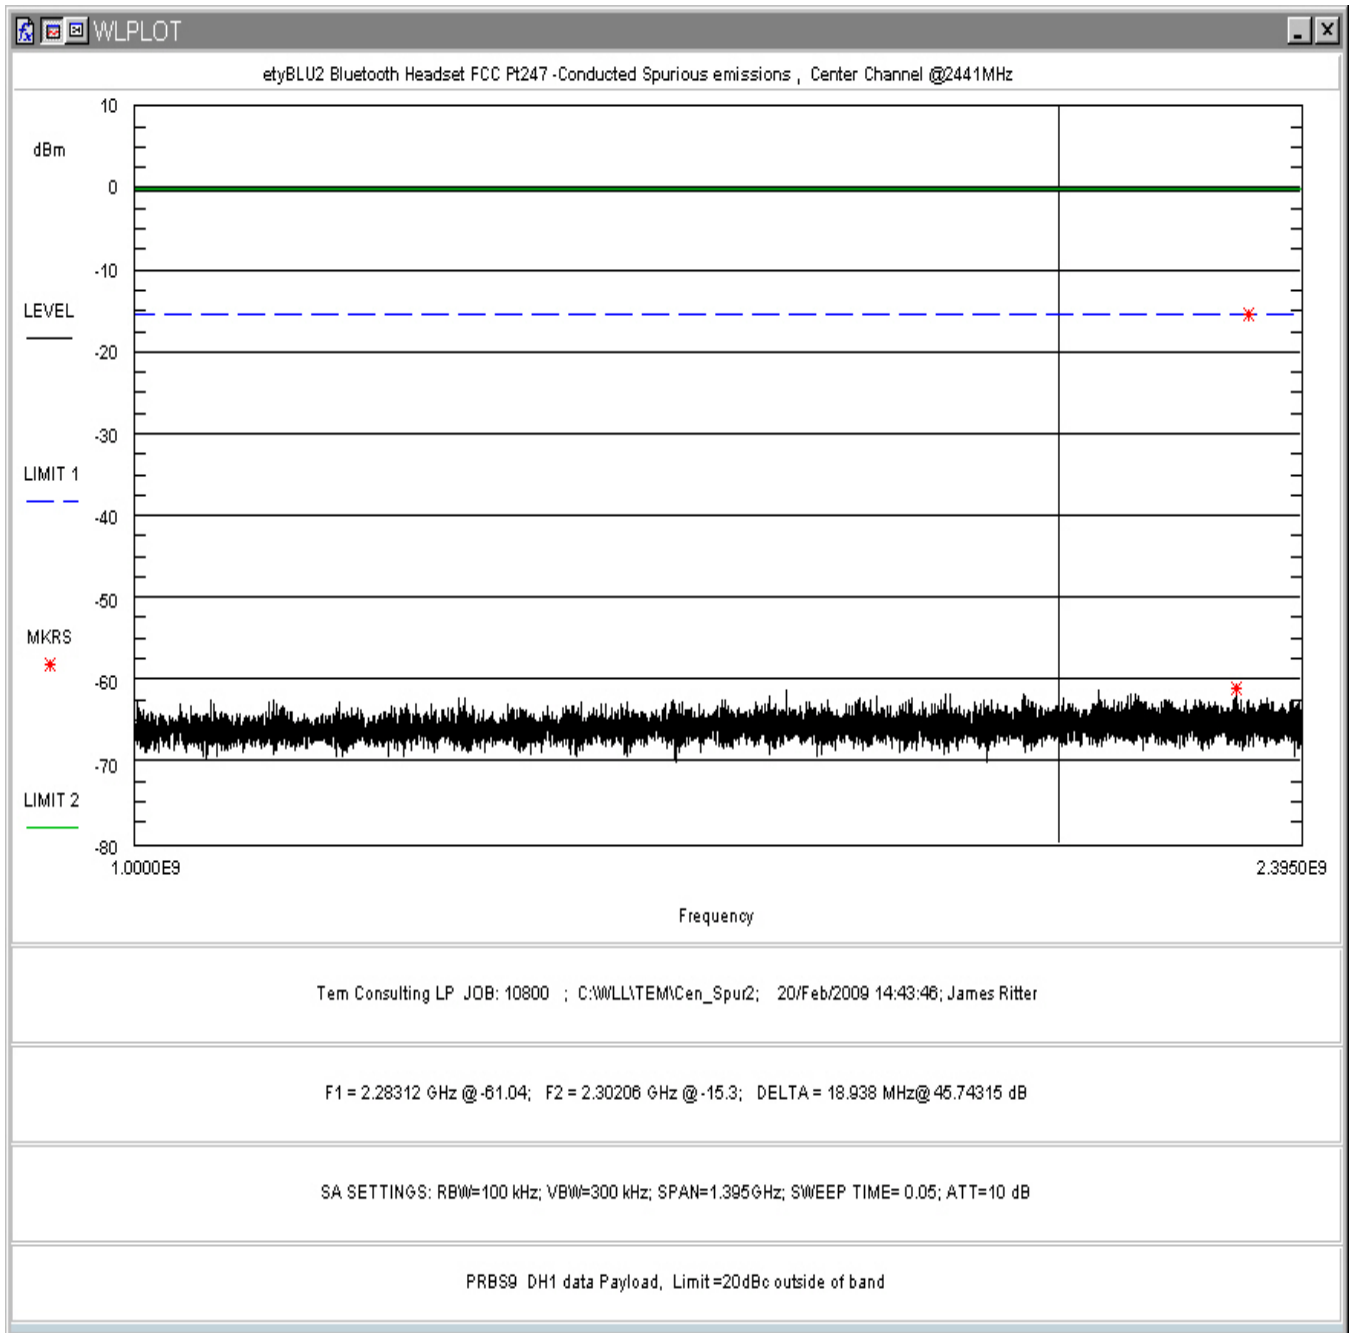 WLPLOT
etyBLU2 Bluetooth Headset FCC Pt247 -Conducted Spurious emissions , Center Channel @2441MHz
10
dBm
0
-10
LEVEL
-20
-30
LIMIT 1
-40
-50
MKRS
-60
-70
LIMIT 2
-80
1.0000E9
2.3950E9
Frequency
Tem Consulting LP JOB: 10800 ; C:\WLL\TEM\Cen_Spur2; 20/Feb/2009 14:43:46; James Ritter
F1 = 2.28312 GHz @-61.04; F2 = 2.30206 GHz @-15.3; DELTA = 18.938 MHz@45.74315 dB
SA SETTINGS: RBW=100 kHz; VBW=300 kHz; SPAN=1.395GHz; SWEEP TIME= 0.05; ATT=10 dB
PRBS9 DH1 data Payload, Limit =20dBc outside of band